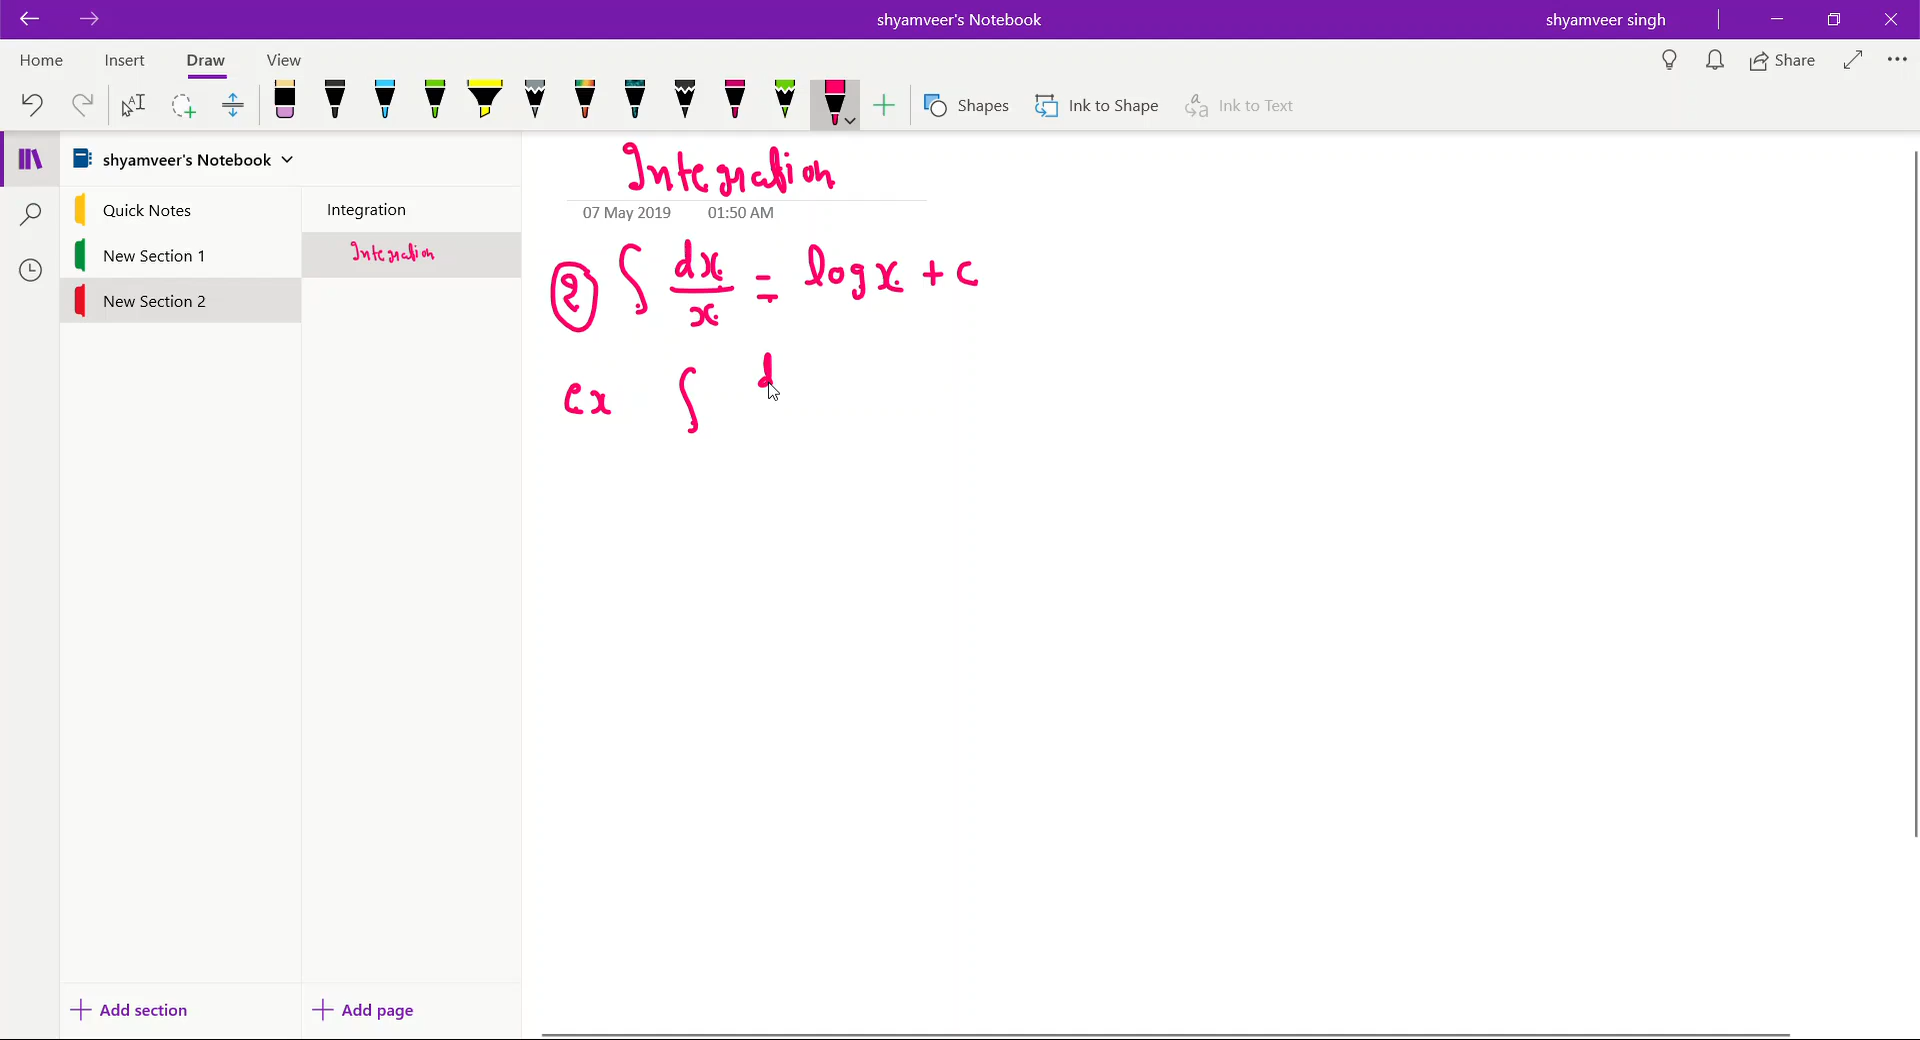 shyamveer's Notebook
shyamveer singh
Home Insert Draw View
Share
Shapes Ink to Shape Ink to Text
shyamveer's Notebook
Quick Notes
New Section 1
New Section 2
Integration
Integration
Integration
07 May 2019 01:50 AM
② ∫ dx/x = log x + c
ex ∫ d
Add section
Add page